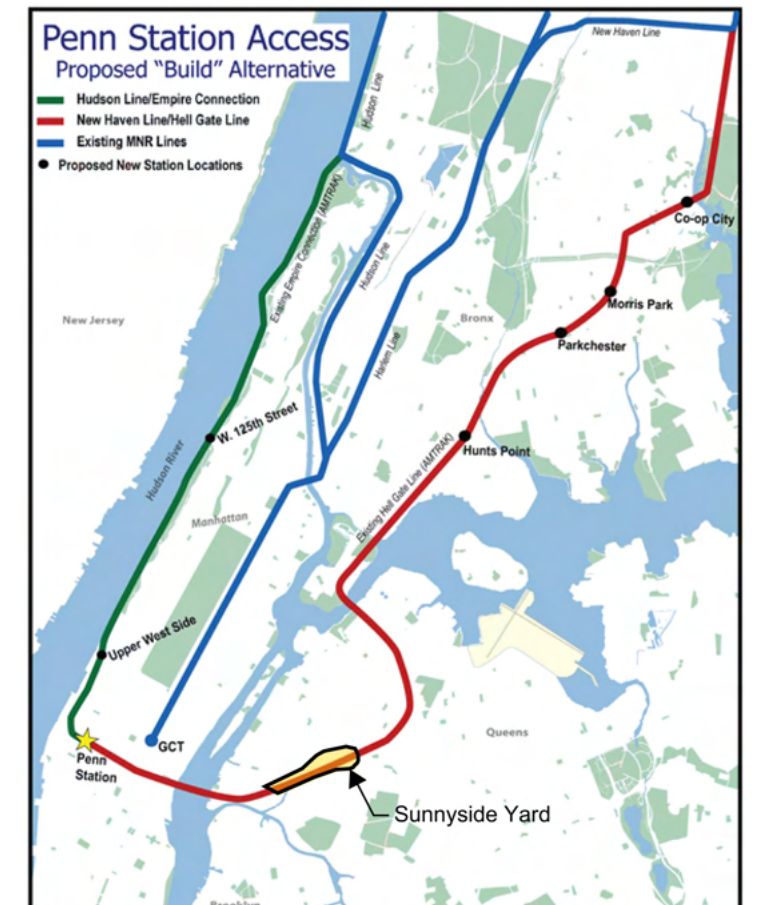 Penn Station Access
Proposed "Build" Alternative
Hudson Line/Empire Connection
New Haven Line/Hell Gate Line
Existing MNR Lines
Proposed New Station Locations
New Haven Line
Hudson Line
Co-op City
Existing Empire Connection (AMTRAK)
Hudson Line
Morris Park
New Jersey
Bronx
Parkchester
Harlem Line
W. 125th Street
Hunts Point
Hudson River
Existing Hell Gate Line (AMTRAK)
Manhattan
Upper West Side
Queens
GCT
Penn
Station
Sunnyside Yard
Brooklyn